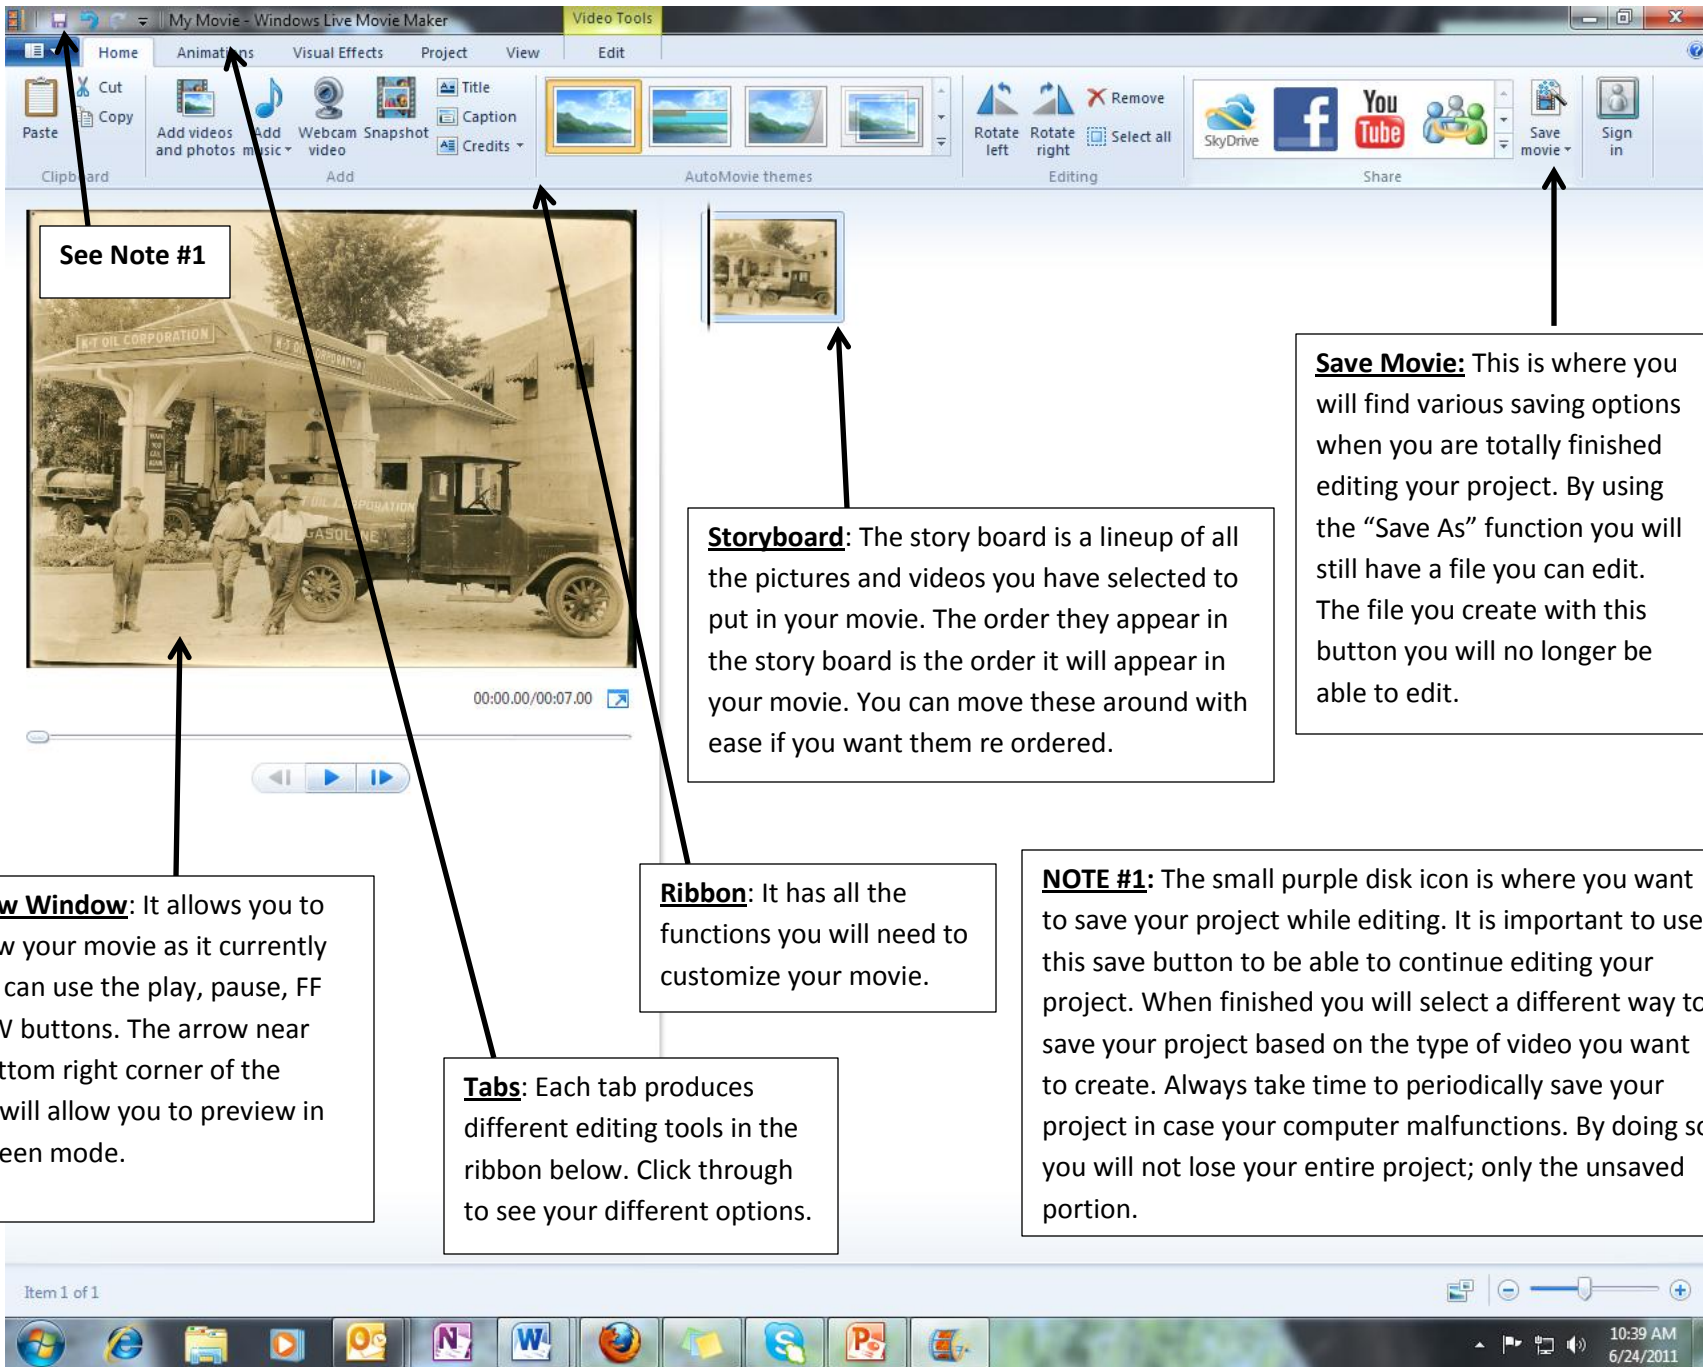 My Movie - Windows Live Movie Maker
Video Tools
Home Animations Visual Effects Project View Edit
Paste
Cut
Copy
Clipboard
Add videos and photos
Add music
Webcam video
Snapshot
Title
Caption
Credits
Add
AutoMovie themes
Rotate left
Rotate right
Remove
Select all
Editing
SkyDrive
f
You Tube
Share
Save movie
Sign in
See Note #1
K-T OIL CORPORATION
K-T OIL CORPORATION
K-T OIL CORPORATION
GASOLINE
00:00.00/00:07.00
Save Movie: This is where you
will find various saving options
when you are totally finished
editing your project. By using
the “Save As” function you will
still have a file you can edit.
The file you create with this
button you will no longer be
able to edit.
Storyboard: The story board is a lineup of all
the pictures and videos you have selected to
put in your movie. The order they appear in
the story board is the order it will appear in
your movie. You can move these around with
ease if you want them re ordered.
w Window: It allows you to
w your movie as it currently
can use the play, pause, FF
W buttons. The arrow near
ttom right corner of the
will allow you to preview in
een mode.
Ribbon: It has all the
functions you will need to
customize your movie.
Tabs: Each tab produces
different editing tools in the
ribbon below. Click through
to see your different options.
NOTE #1: The small purple disk icon is where you want
to save your project while editing. It is important to use
this save button to be able to continue editing your
project. When finished you will select a different way to
save your project based on the type of video you want
to create. Always take time to periodically save your
project in case your computer malfunctions. By doing so
you will not lose your entire project; only the unsaved
portion.
Item 1 of 1
10:39 AM
6/24/2011